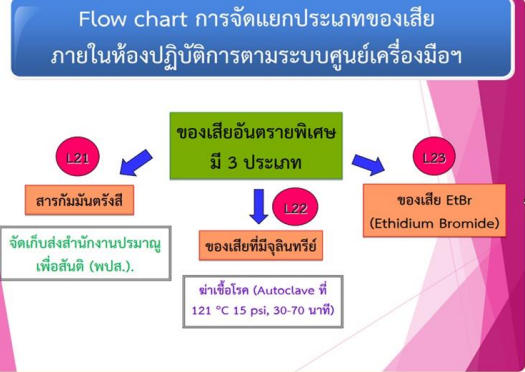 Flow chart การจัดแยกประเภทของเสีย
ภายในห้องปฏิบัติการตามระบบศูนย์เครื่องมือฯ
ของเสียอันตรายพิเศษ
มี 3 ประเภท
L21
สารกัมมันตรังสี
จัดเก็บส่งสำนักงานปรมาณู
เพื่อสันติ (พปส.).
L22
ของเสียที่มีจุลินทรีย์
ฆ่าเชื้อโรค (Autoclave ที่
121 °C 15 psi, 30-70 นาที)
L23
ของเสีย EtBr
(Ethidium Bromide)